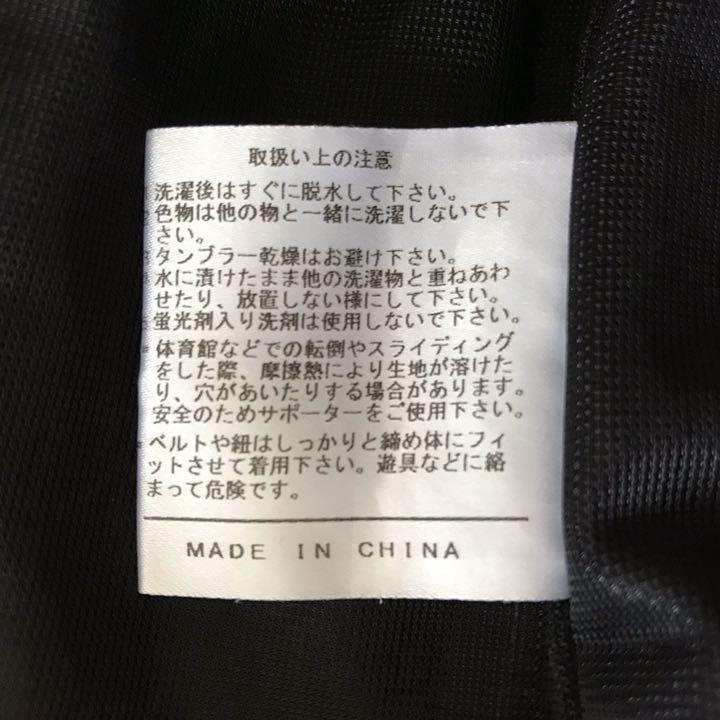 取扱い上の注意
洗濯後はすぐに脱水して下さい。
色物は他の物と一緒に洗濯しないで下
さい。
タンブラー乾燥はお避け下さい。
水に漬けたまま他の洗濯物と重ねあわ
せたり、放置しない様にして下さい。
蛍光剤入り洗剤は使用しないで下さい。
体育館などでの転倒やスライディング
をした際、摩擦熱により生地が溶けた
り、穴があいたりする場合があります。
安全のためサポーターをご使用下さい。
ベルトや紐はしっかりと締め体にフィ
ットさせて着用下さい。遊具などに絡
まって危険です。
MADE IN CHINA